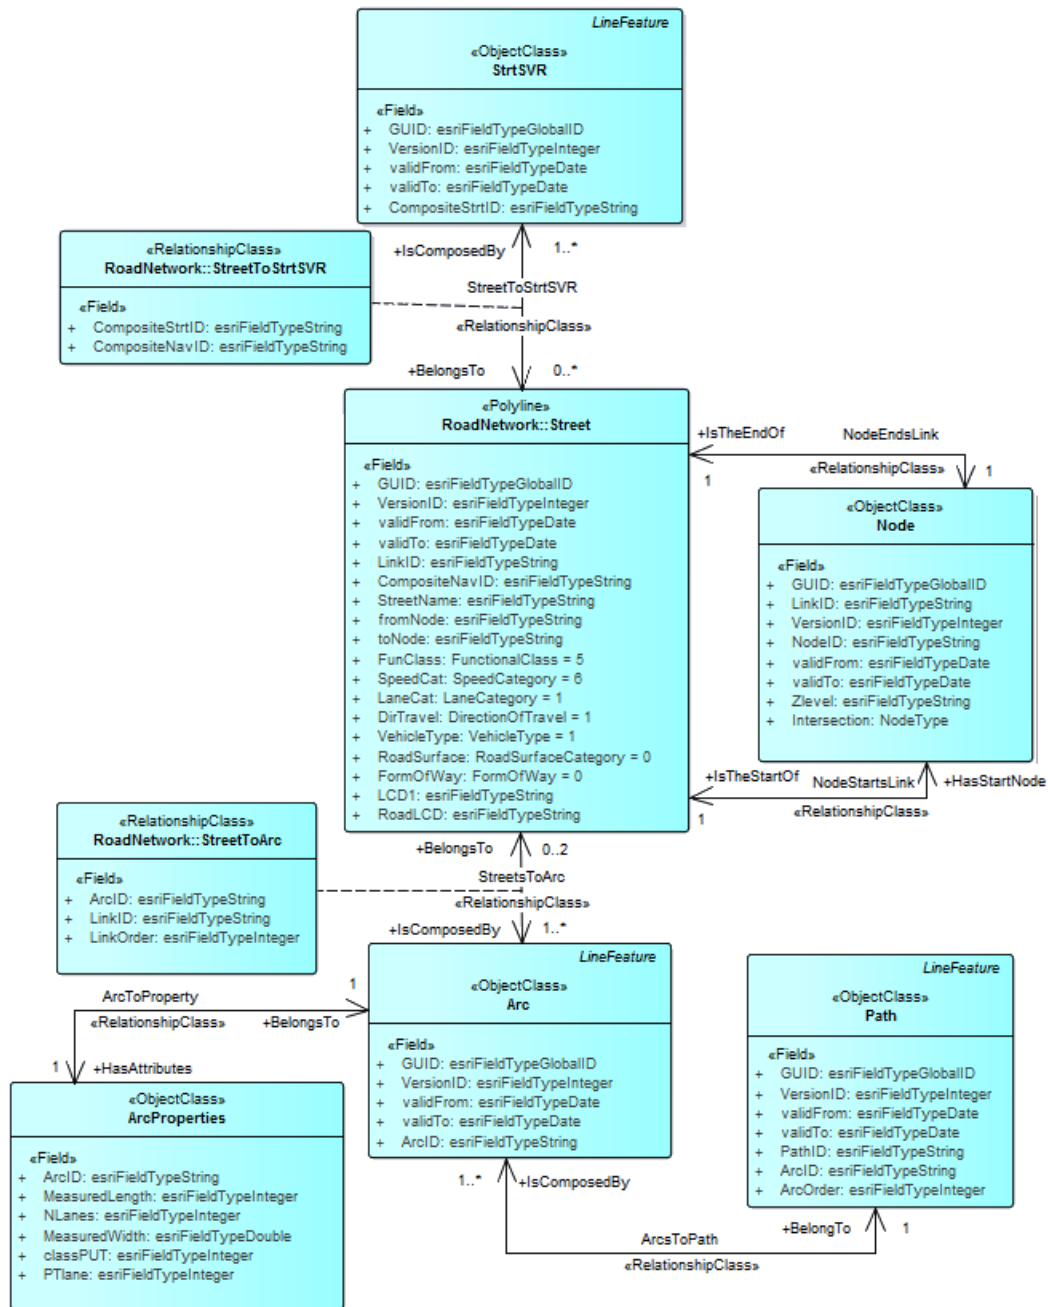 LineFeature
«ObjectClass»
StrtSVR
«Field»
+ GUID: esriFieldTypeGlobalID
+ VersionID: esriFieldTypeInteger
+ validFrom: esriFieldTypeDate
+ validTo: esriFieldTypeDate
+ CompositeStrtID: esriFieldTypeString
+IsComposedBy 1..*
StreetToStrtSVR
«RelationshipClass»
+BelongsTo 0..*
«RelationshipClass»
RoadNetwork::StreetToStrtSVR
«Field»
+ CompositeStrtID: esriFieldTypeString
+ CompositeNavID: esriFieldTypeString
«Polyline»
RoadNetwork::Street
«Field»
+ GUID: esriFieldTypeGlobalID
+ VersionID: esriFieldTypeInteger
+ validFrom: esriFieldTypeDate
+ validTo: esriFieldTypeDate
+ LinkID: esriFieldTypeString
+ CompositeNavID: esriFieldTypeString
+ StreetName: esriFieldTypeString
+ fromNode: esriFieldTypeString
+ toNode: esriFieldTypeString
+ FunClass: FunctionalClass = 5
+ SpeedCat: SpeedCategory = 6
+ LaneCat: LaneCategory = 1
+ DirTravel: DirectionOfTravel = 1
+ VehicleType: VehicleType = 1
+ RoadSurface: RoadSurfaceCategory = 0
+ FormOfWay: FormOfWay = 0
+ LCD1: esriFieldTypeString
+ RoadLCD: esriFieldTypeString
+IsTheEndOf NodeEndsLink
«RelationshipClass»
1 1
«ObjectClass»
Node
«Field»
+ GUID: esriFieldTypeGlobalID
+ LinkID: esriFieldTypeString
+ VersionID: esriFieldTypeInteger
+ NodeID: esriFieldTypeString
+ validFrom: esriFieldTypeDate
+ validTo: esriFieldTypeDate
+ Zlevel: esriFieldTypeString
+ Intersection: NodeType
+IsTheStartOf NodeStartsLink +HasStartNode
1 «RelationshipClass»
+BelongsTo 0..2
StreetsToArc
«RelationshipClass»
+IsComposedBy 1..*
«RelationshipClass»
RoadNetwork::StreetToArc
«Field»
+ ArcID: esriFieldTypeString
+ LinkID: esriFieldTypeString
+ LinkOrder: esriFieldTypeInteger
ArcToProperty 1
«RelationshipClass» +BelongsTo
1 +HasAttributes
LineFeature
«ObjectClass»
Arc
«Field»
+ GUID: esriFieldTypeGlobalID
+ VersionID: esriFieldTypeInteger
+ validFrom: esriFieldTypeDate
+ validTo: esriFieldTypeDate
+ ArcID: esriFieldTypeString
LineFeature
«ObjectClass»
Path
«Field»
+ GUID: esriFieldTypeGlobalID
+ VersionID: esriFieldTypeInteger
+ validFrom: esriFieldTypeDate
+ validTo: esriFieldTypeDate
+ PathID: esriFieldTypeString
+ ArcID: esriFieldTypeString
+ ArcOrder: esriFieldTypeInteger
«ObjectClass»
ArcProperties
«Field»
+ ArcID: esriFieldTypeString
+ MeasuredLength: esriFieldTypeInteger
+ NLanes: esriFieldTypeInteger
+ MeasuredWidth: esriFieldTypeDouble
+ classPUT: esriFieldTypeInteger
+ PTlane: esriFieldTypeInteger
1..* +IsComposedBy
+BelongTo 1
ArcsToPath
«RelationshipClass»